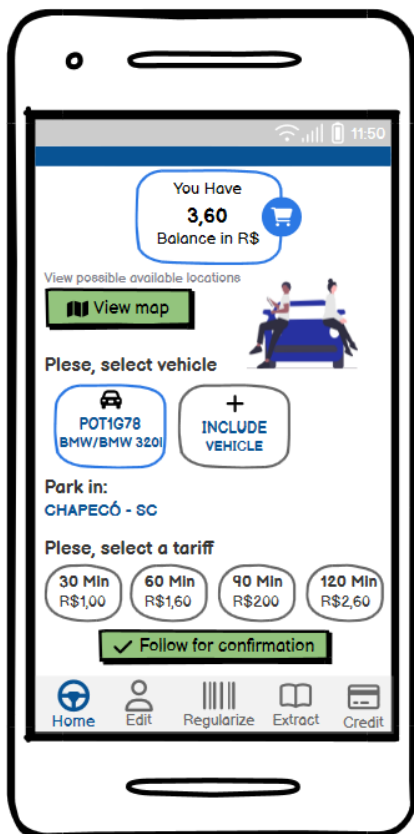 11:50
You Have
3,60
Balance in R$
View possible available locations
View map
Plese, select vehicle
POT1G78
BMW/BMW 320I
+
INCLUDE
VEHICLE
Park in:
CHAPECÓ - SC
Plese, select a tariff
30 Min
R$1,00
60 Min
R$1,60
90 Min
R$200
120 Min
R$2,60
Follow for confirmation
Home
Edit
Regularize
Extract
Credit